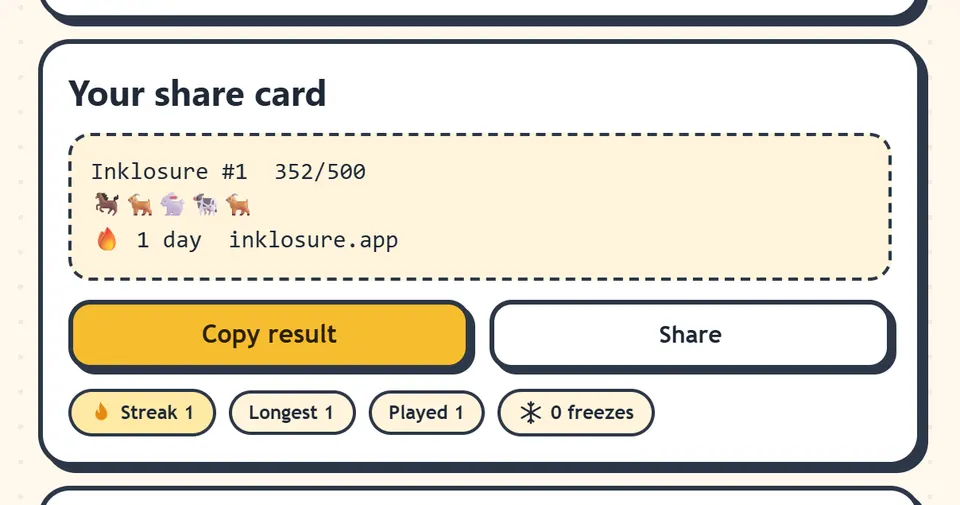 Your share card
Inklosure #1  352/500
🐎🐐🐇🐄🐐
🔥 1 day  inklosure.app
Copy result
Share
Streak 1
Longest 1
Played 1
0 freezes